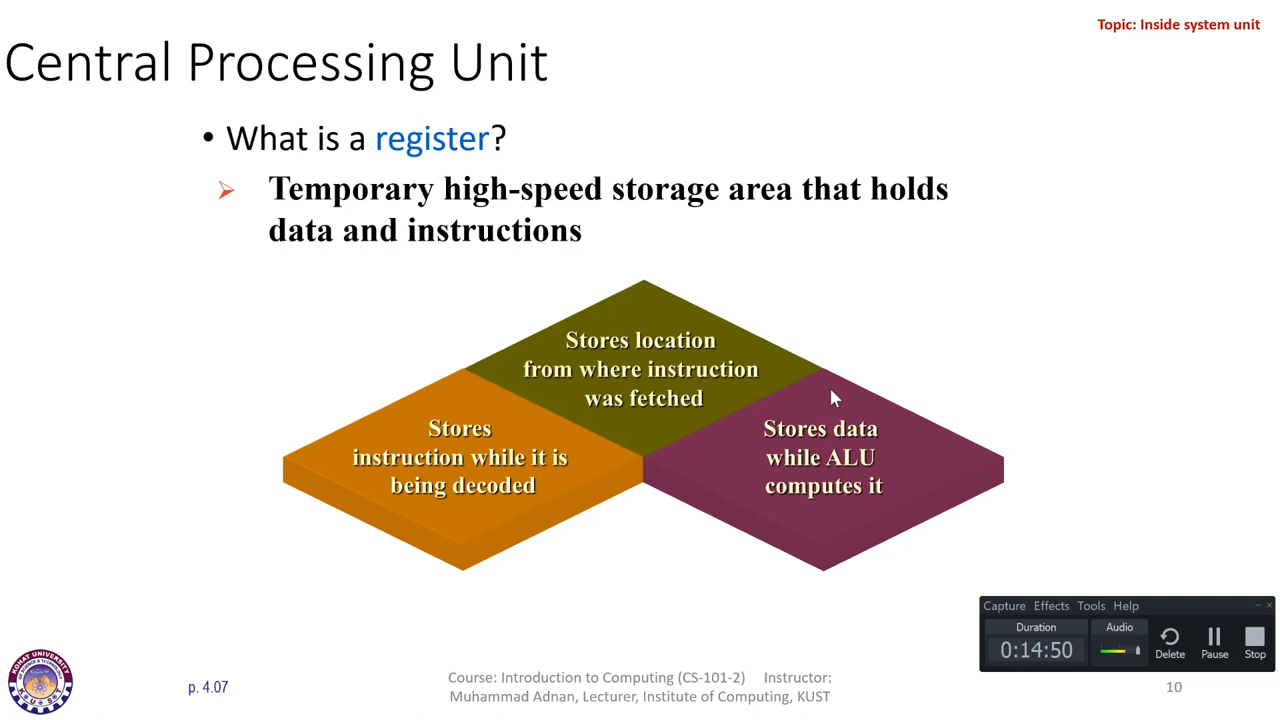 Topic: Inside system unit
Central Processing Unit
• What is a register?
Temporary high-speed storage area that holds
data and instructions
Stores location
from where instruction
was fetched
Stores
instruction while it is
being decoded
Stores data
while ALU
computes it
Capture Effects Tools Help
Duration
Audio
0:14:50
Delete
Pause
Stop
KOHAT UNIVERSITY
K U S T
p. 4.07
Course: Introduction to Computing (CS-101-2) Instructor:
Muhammad Adnan, Lecturer, Institute of Computing, KUST
10